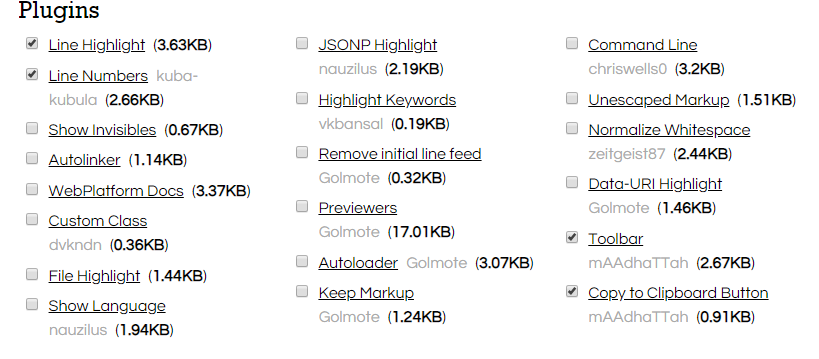 Plugins
Line Highlight (3.63KB)
Line Numbers kuba-
kubula (2.66KB)
Show Invisibles (0.67KB)
Autolinker (1.14KB)
WebPlatform Docs (3.37KB)
Custom Class
dvkndn (0.36KB)
File Highlight (1.44KB)
Show Language
nauzilus (1.94KB)
JSONP Highlight
nauzilus (2.19KB)
Highlight Keywords
vkbansal (0.19KB)
Remove initial line feed
Golmote (0.32KB)
Previewers
Golmote (17.01KB)
Autoloader Golmote (3.07KB)
Keep Markup
Golmote (1.24KB)
Command Line
chriswells0 (3.2KB)
Unescaped Markup (1.51KB)
Normalize Whitespace
zeitgeist87 (2.44KB)
Data-URI Highlight
Golmote (1.46KB)
Toolbar
mAAdhaTTah (2.67KB)
Copy to Clipboard Button
mAAdhaTTah (0.91KB)